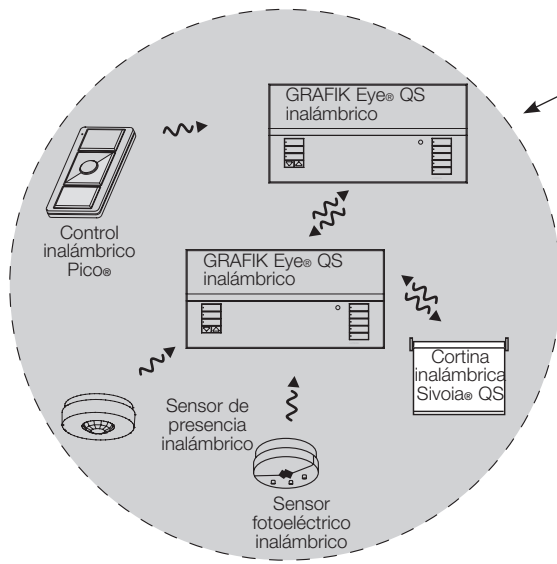 GRAFIK Eye® QS
inalámbrico
Control
inalámbrico
Pico®
GRAFIK Eye® QS
inalámbrico
Cortina
inalámbrica
Sivoia® QS
Sensor de
presencia
inalámbrico
Sensor
fotoeléctrico
inalámbrico